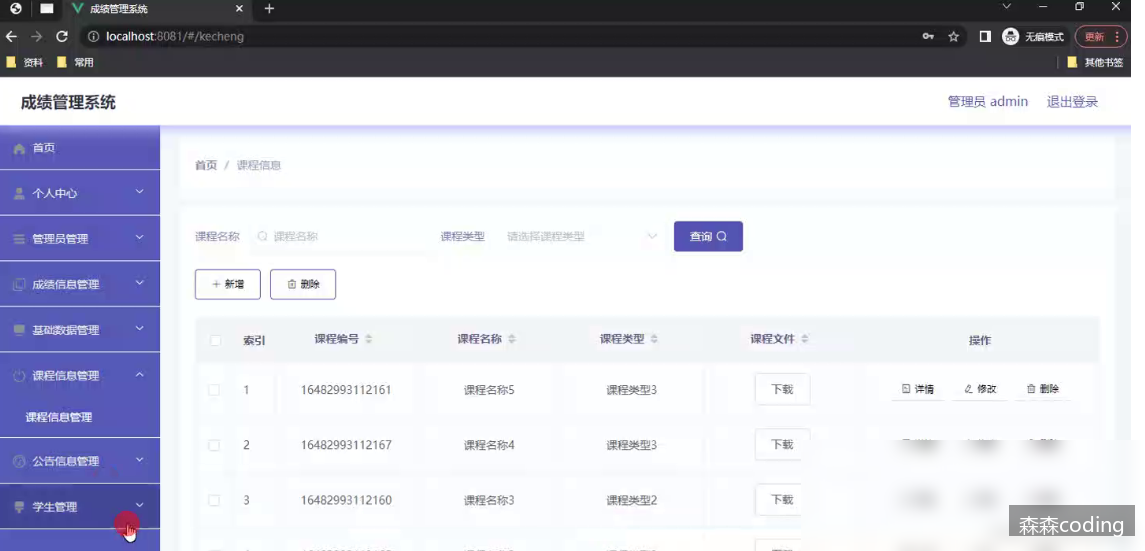 成绩管理系统
localhost:8081/#/kecheng
无痕模式
更新
资料
常用
其他书签
成绩管理系统
管理员 admin
退出登录
首页
个人中心
管理员管理
成绩信息管理
基础数据管理
课程信息管理
课程信息管理
公告信息管理
学生管理
首页 / 课程信息
课程名称 课程名称 课程类型 请选择课程类型 查询
新增 删除
索引 课程编号 课程名称 课程类型 课程文件 操作
1 16482993112161 课程名称5 课程类型3 下载 详情 修改 删除
2 16482993112167 课程名称4 课程类型3 下载
3 16482993112160 课程名称3 课程类型2 下载
森森coding